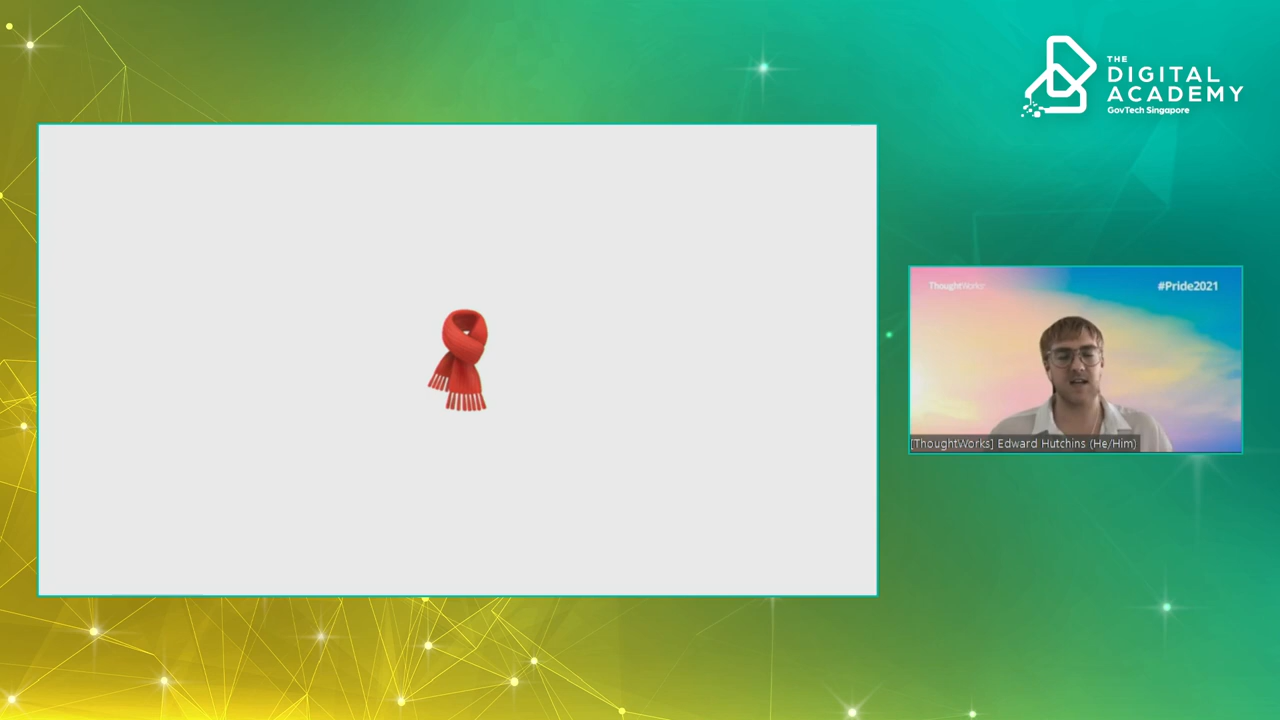 THE
DIGITAL
ACADEMY
GovTech Singapore
ThoughtWorks
#Pride2021
[ThoughtWorks] Edward Hutchins (He/Him)